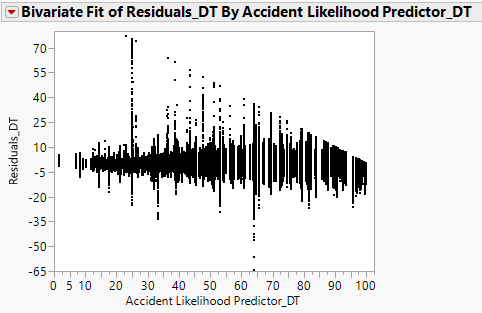 Bivariate Fit of Residuals_DT By Accident Likelihood Predictor_DT
Residuals_DT
70
55
40
25
10
-5
-20
-35
-50
-65
0 5 10 20 30 40 50 60 70 80 90 100
Accident Likelihood Predictor_DT